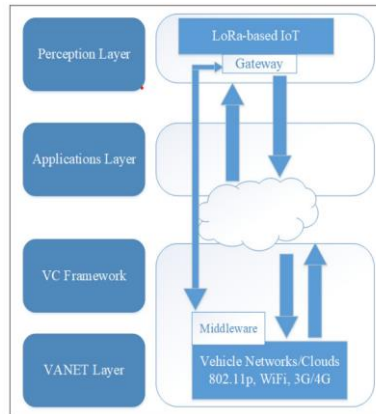 Perception Layer
LoRa-based IoT
Gateway
Applications Layer
VC Framework
Middleware
VANET Layer
Vehicle Networks/Clouds
802.11p, WiFi, 3G/4G